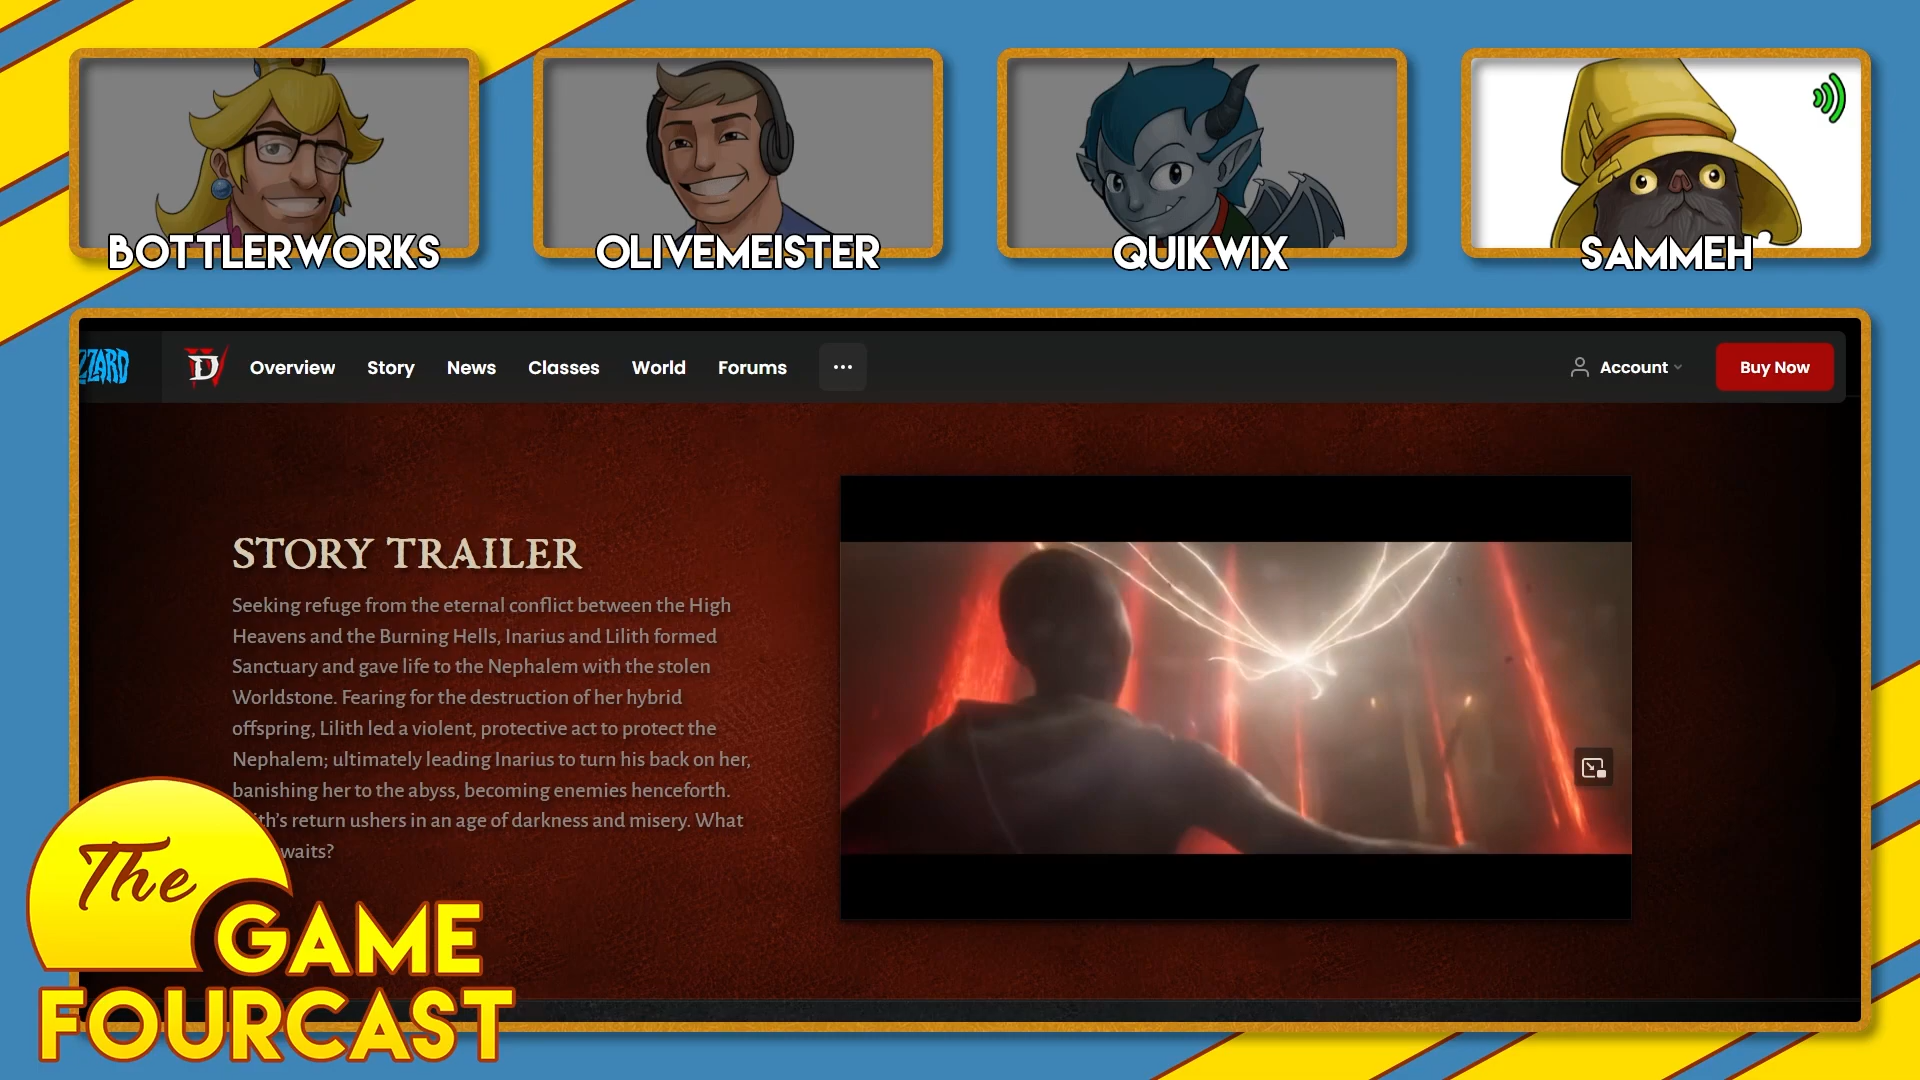 BOTTLERWORKS
OLIVEMEISTER
QUIKWIX
SAMMEH
ZZARD
D
Overview
Story
News
Classes
World
Forums
Account
Buy Now
STORY TRAILER
Seeking refuge from the eternal conflict between the High
Heavens and the Burning Hells, Inarius and Lilith formed
Sanctuary and gave life to the Nephalem with the stolen
Worldstone. Fearing for the destruction of her hybrid
offspring, Lilith led a violent, protective act to protect the
Nephalem; ultimately leading Inarius to turn his back on her,
banishing her to the abyss, becoming enemies henceforth.
ith's return ushers in an age of darkness and misery. What
waits?
The
GAME
FOURCAST